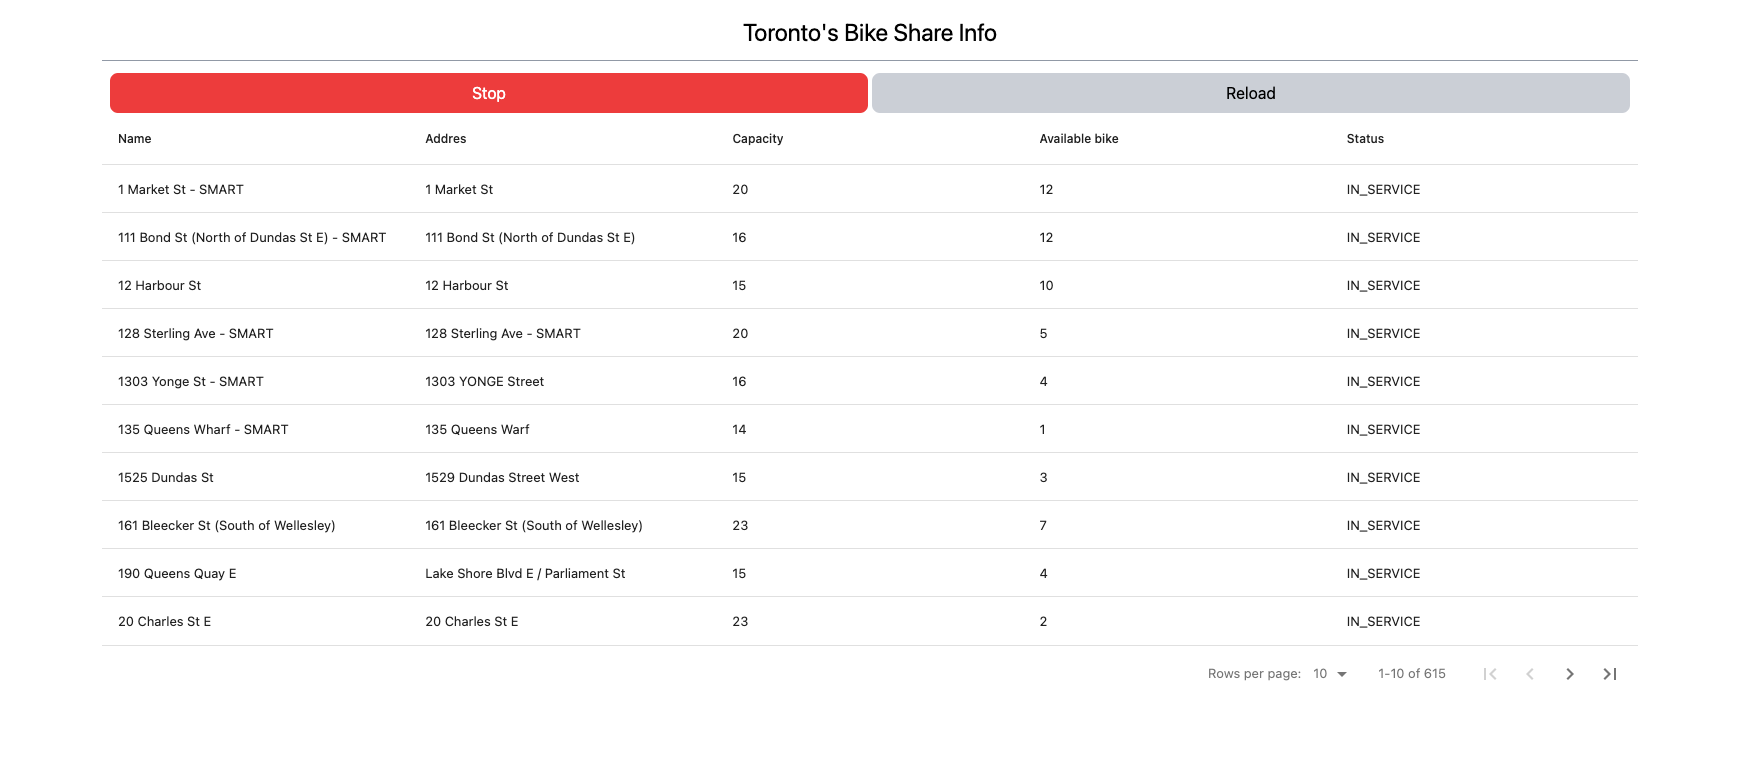 Toronto's Bike Share Info
Stop Reload
Name Addres Capacity Available bike Status
1 Market St - SMART 1 Market St 20 12 IN_SERVICE
111 Bond St (North of Dundas St E) - SMART 111 Bond St (North of Dundas St E) 16 12 IN_SERVICE
12 Harbour St 12 Harbour St 15 10 IN_SERVICE
128 Sterling Ave - SMART 128 Sterling Ave - SMART 20 5 IN_SERVICE
1303 Yonge St - SMART 1303 YONGE Street 16 4 IN_SERVICE
135 Queens Wharf - SMART 135 Queens Warf 14 1 IN_SERVICE
1525 Dundas St 1529 Dundas Street West 15 3 IN_SERVICE
161 Bleecker St (South of Wellesley) 161 Bleecker St (South of Wellesley) 23 7 IN_SERVICE
190 Queens Quay E Lake Shore Blvd E / Parliament St 15 4 IN_SERVICE
20 Charles St E 20 Charles St E 23 2 IN_SERVICE
Rows per page: 10 1-10 of 615